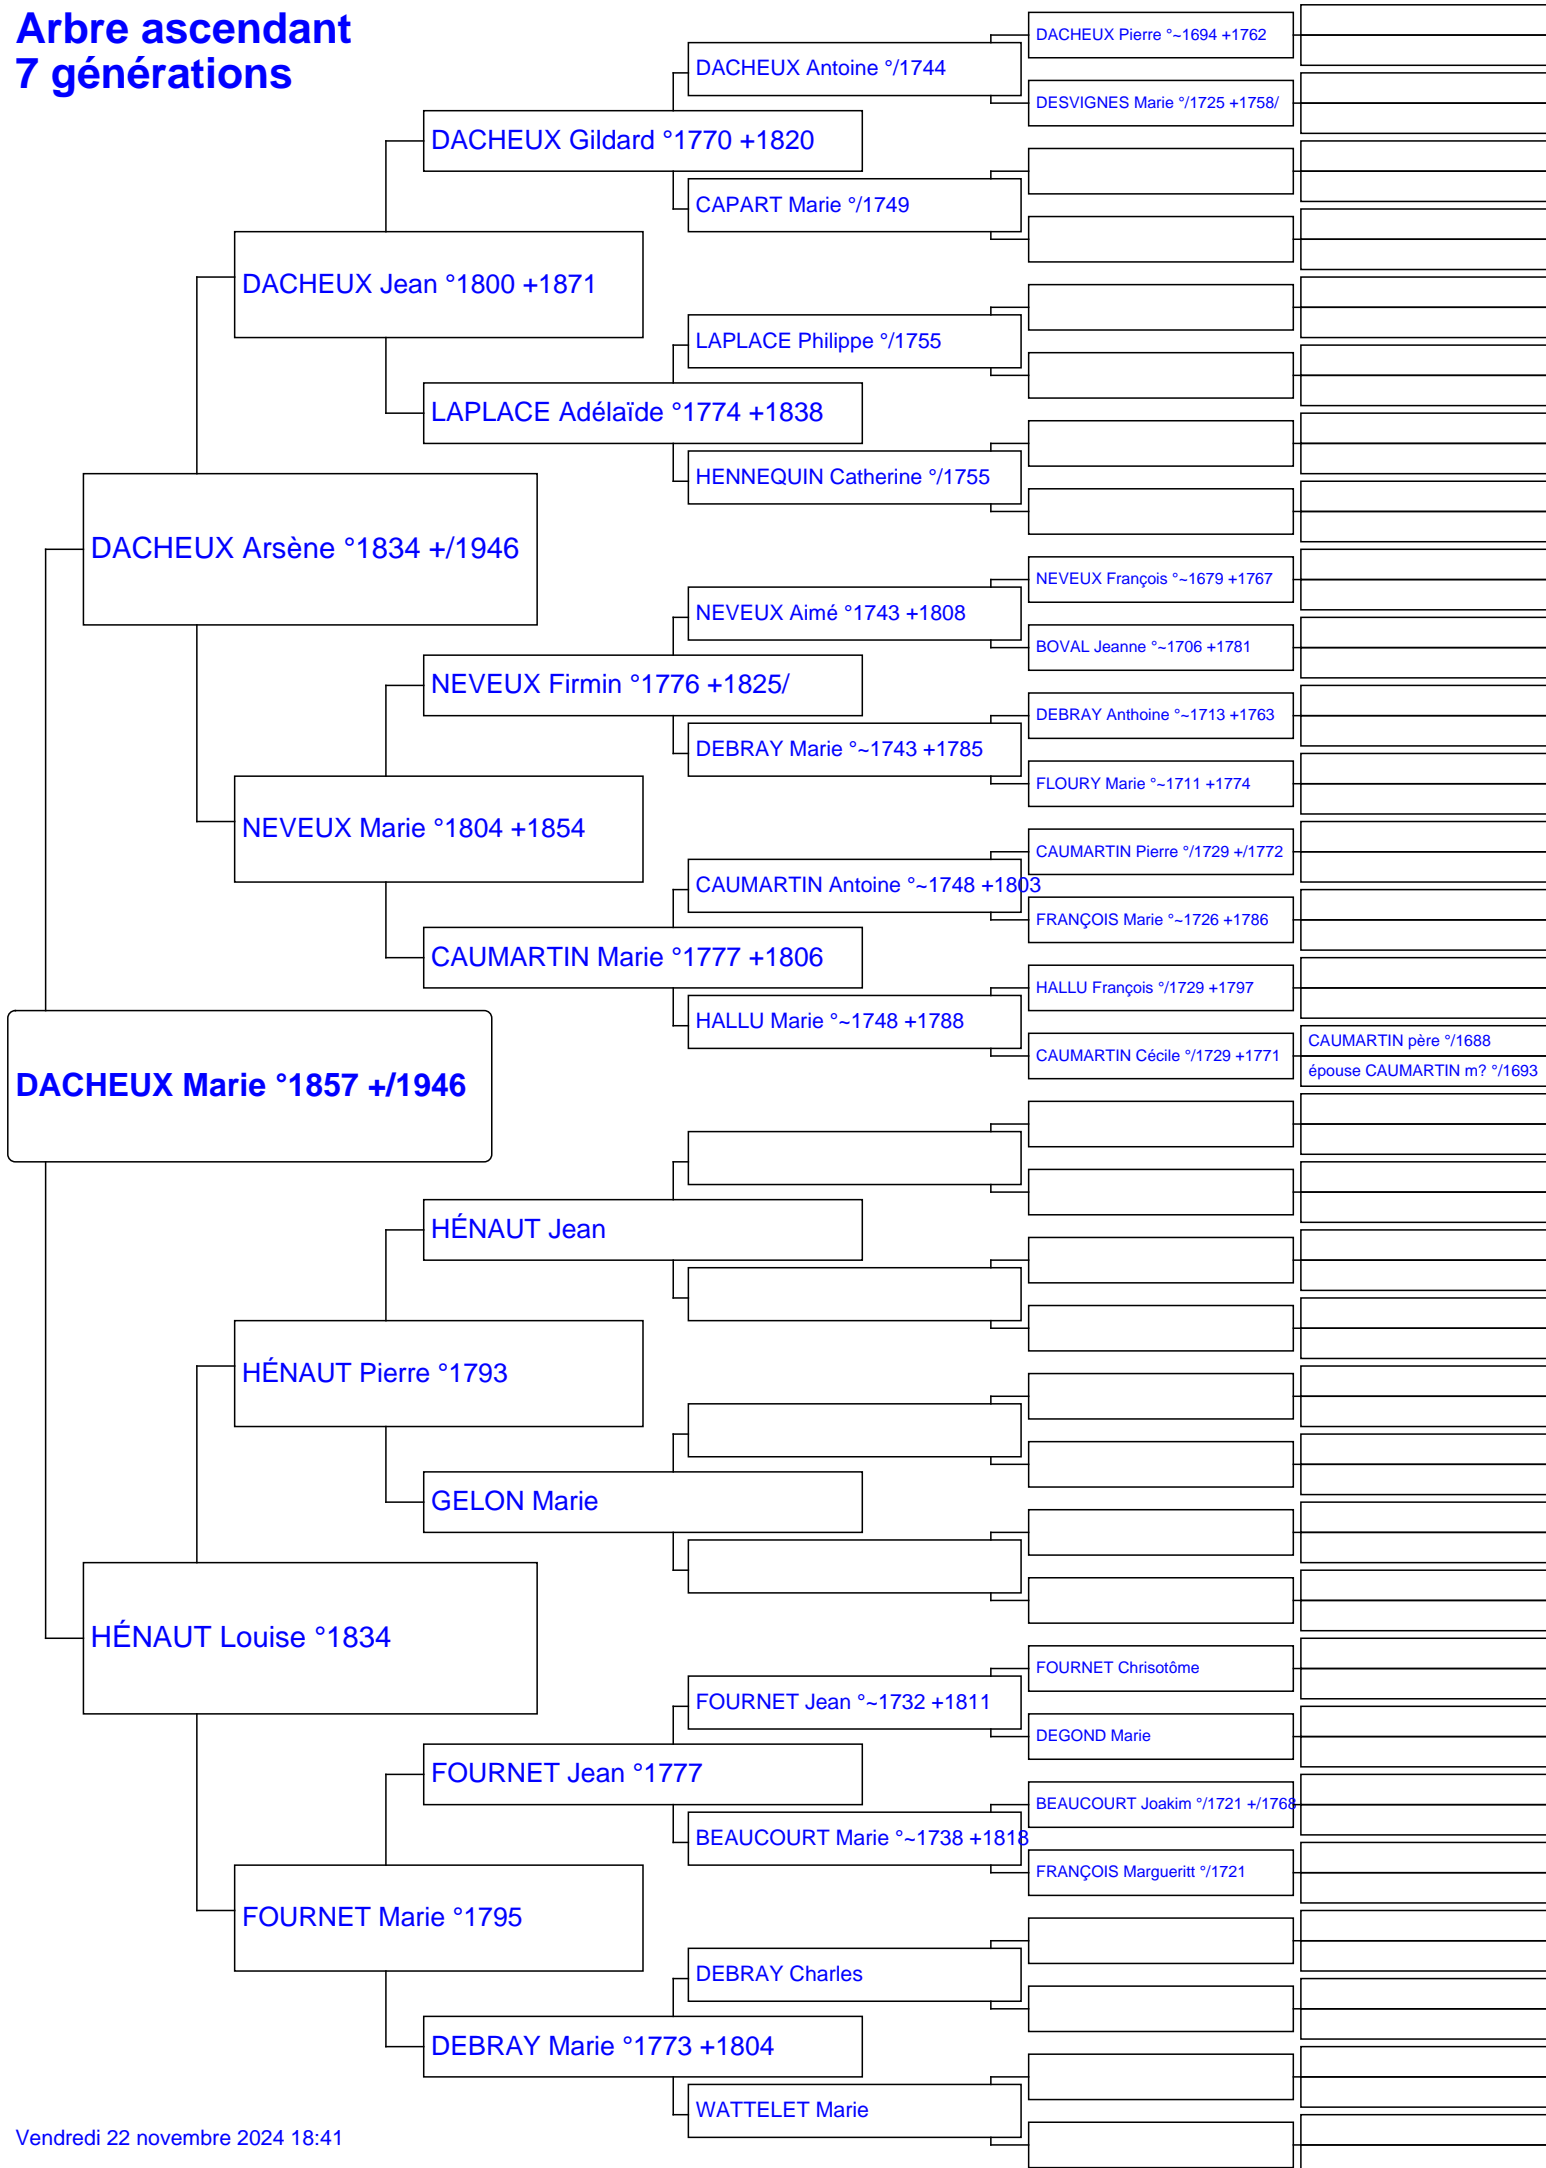 Arbre ascendant
7 générations
DACHEUX Pierre °~1694 +1762
DACHEUX Antoine °/1744
DESVIGNES Marie °/1725 +1758/
DACHEUX Gildard °1770 +1820
CAPART Marie °/1749
DACHEUX Jean °1800 +1871
LAPLACE Philippe °/1755
LAPLACE Adélaïde °1774 +1838
HENNEQUIN Catherine °/1755
DACHEUX Arsène °1834 +/1946
NEVEUX François °~1679 +1767
NEVEUX Aimé °1743 +1808
BOVAL Jeanne °~1706 +1781
NEVEUX Firmin °1776 +1825/
DEBRAY Anthoine °~1713 +1763
DEBRAY Marie °~1743 +1785
FLOURY Marie °~1711 +1774
NEVEUX Marie °1804 +1854
CAUMARTIN Pierre °/1729 +/1772
CAUMARTIN Antoine °~1748 +1803
FRANÇOIS Marie °~1726 +1786
CAUMARTIN Marie °1777 +1806
HALLU François °/1729 +1797
HALLU Marie °~1748 +1788
CAUMARTIN père °/1688
CAUMARTIN Cécile °/1729 +1771
épouse CAUMARTIN m? °/1693
DACHEUX Marie °1857 +/1946
HÉNAUT Jean
HÉNAUT Pierre °1793
GELON Marie
HÉNAUT Louise °1834
FOURNET Chrisotôme
FOURNET Jean °~1732 +1811
DEGOND Marie
FOURNET Jean °1777
BEAUCOURT Joakim °/1721 +/1768
BEAUCOURT Marie °~1738 +1818
FRANÇOIS Margueritt °/1721
FOURNET Marie °1795
DEBRAY Charles
DEBRAY Marie °1773 +1804
WATTELET Marie
Vendredi 22 novembre 2024 18:41